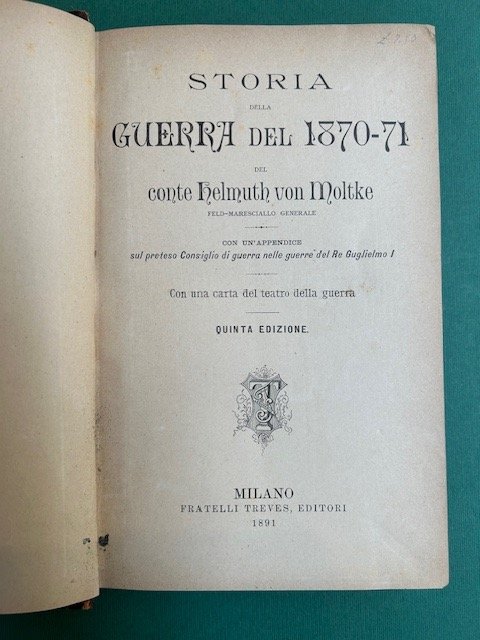 STORIA
DELLA
GUERRA DEL 1870-71
DEL
conte Helmuth von Moltke
FELD-MARESCIALLO GENERALE
CON UN'APPENDICE
sul preteso Consiglio di guerra nelle guerre del Re Guglielmo I
Con una carta del teatro della guerra
QUINTA EDIZIONE.
MILANO
FRATELLI TREVES, EDITORI
1891